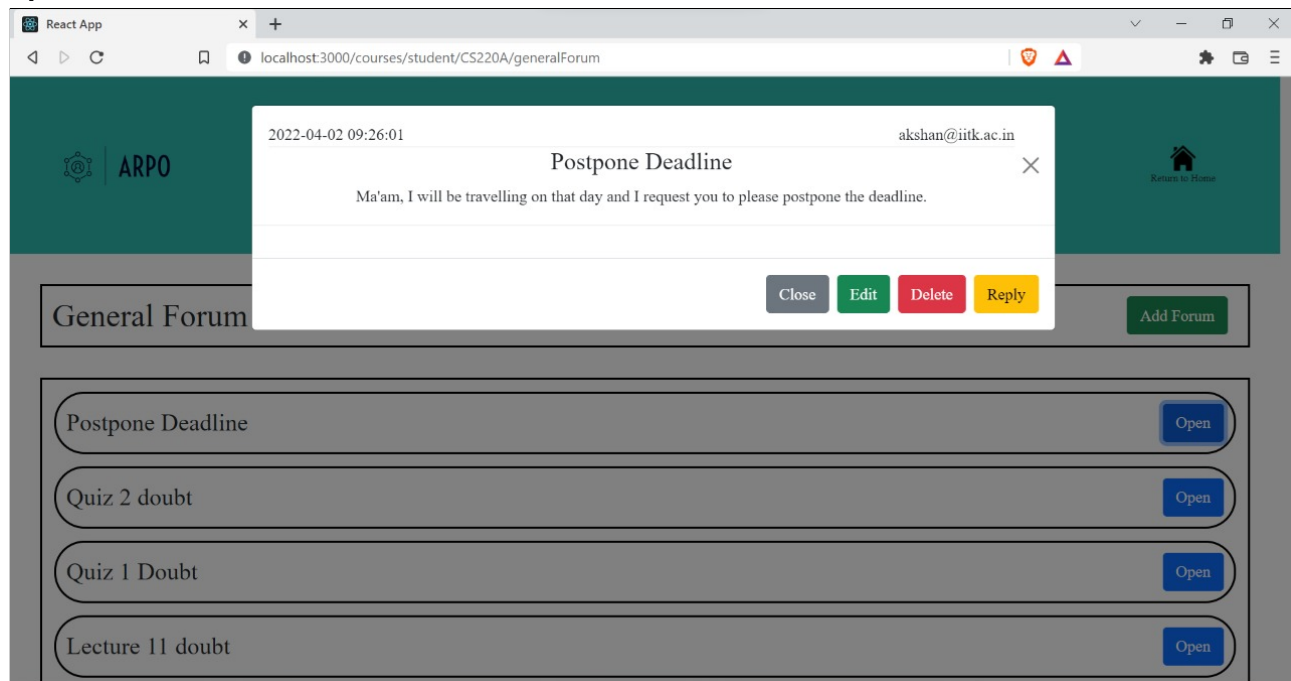 React App
localhost:3000/courses/student/CS220A/generalForum
2022-04-02 09:26:01 akshan@iitk.ac.in
Postpone Deadline
Ma'am, I will be travelling on that day and I request you to please postpone the deadline.
ARPO
Return to Home
Close Edit Delete Reply
General Forum Add Forum
Postpone Deadline Open
Quiz 2 doubt Open
Quiz 1 Doubt Open
Lecture 11 doubt Open